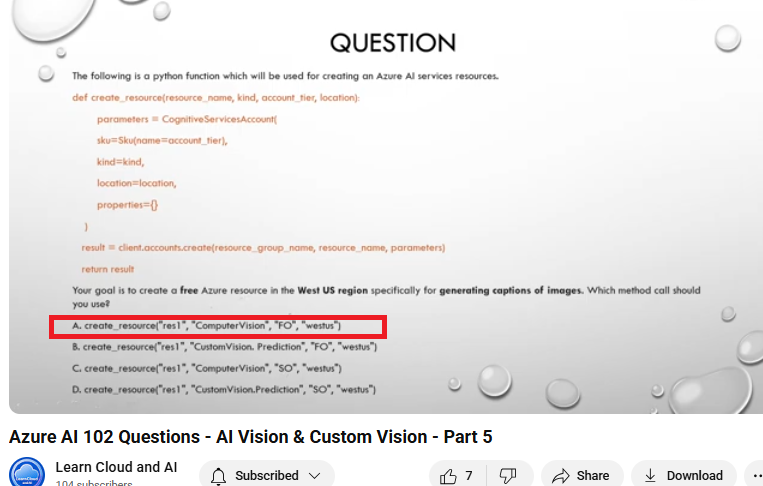 QUESTION
The following is a python function which will be used for creating an Azure AI services resources.
def create_resource(resource_name, kind, account_tier, location):
parameters = CognitiveServicesAccount(
sku=Sku(name=account_tier),
kind=kind,
location=location,
properties={}
)
result = client.accounts.create(resource_group_name, resource_name, parameters)
return result
Your goal is to create a free Azure resource in the West US region specifically for generating captions of images. Which method call should
you use?
A. create_resource("res1", "ComputerVision", "FO", "westus")
B. create_resource("res1", "CustomVision. Prediction", "FO", "westus")
C. create_resource("res1", "ComputerVision", "SO", "westus")
D. create_resource("res1", "CustomVision.Prediction", "SO", "westus")
Azure AI 102 Questions - AI Vision & Custom Vision - Part 5
Learn Cloud and AI
104 subscribers
Subscribed
7
Share
Download